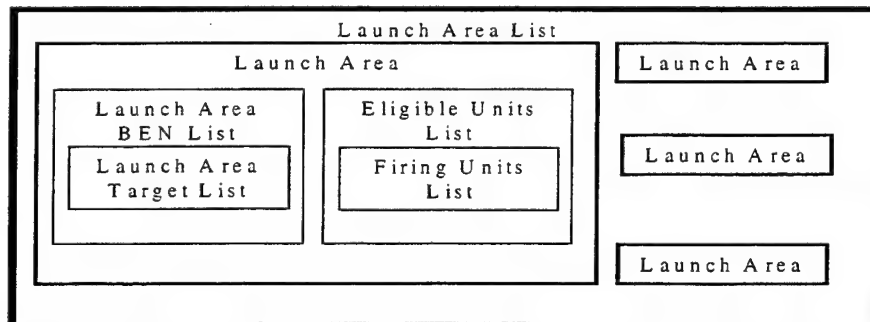 Launch Area List
Launch Area
Launch Area
BEN List
Launch Area
Target List
Eligible Units
List
Firing Units
List
Launch Area
Launch Area
Launch Area